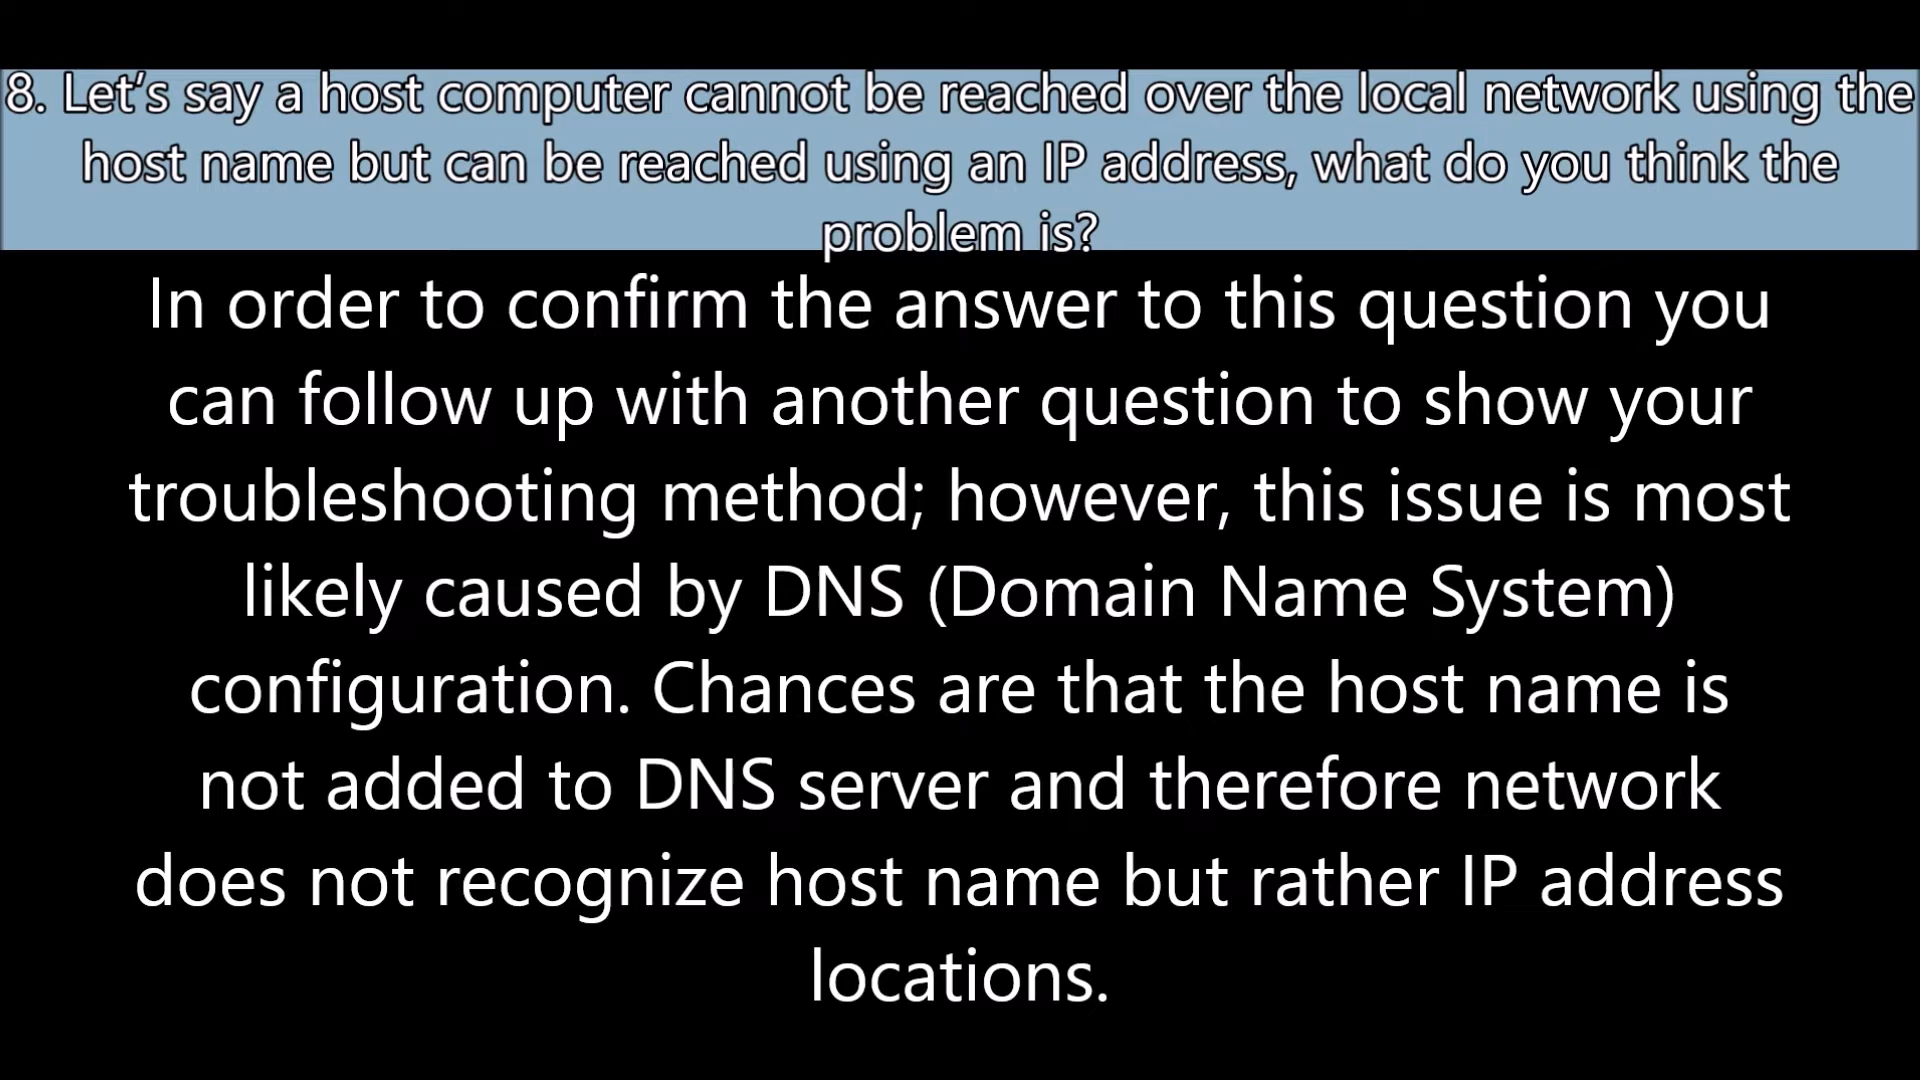 8. Let’s say a host computer cannot be reached over the local network using the
host name but can be reached using an IP address, what do you think the
problem is?
In order to confirm the answer to this question you
can follow up with another question to show your
troubleshooting method; however, this issue is most
likely caused by DNS (Domain Name System)
configuration. Chances are that the host name is
not added to DNS server and therefore network
does not recognize host name but rather IP address
locations.